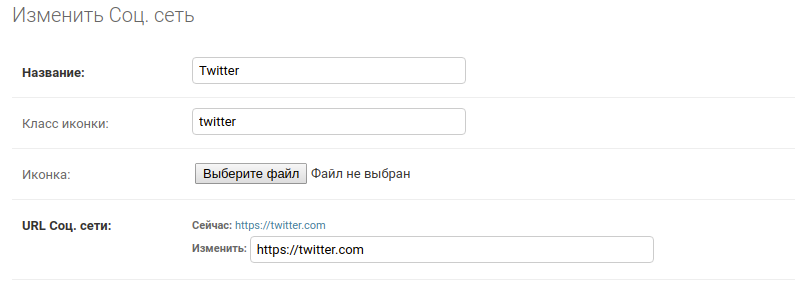 Изменить Соц. сеть
Название: Twitter
Класс иконки: twitter
Иконка: Выберите файл Файл не выбран
URL Соц. сети: Сейчас: https://twitter.com
Изменить: https://twitter.com